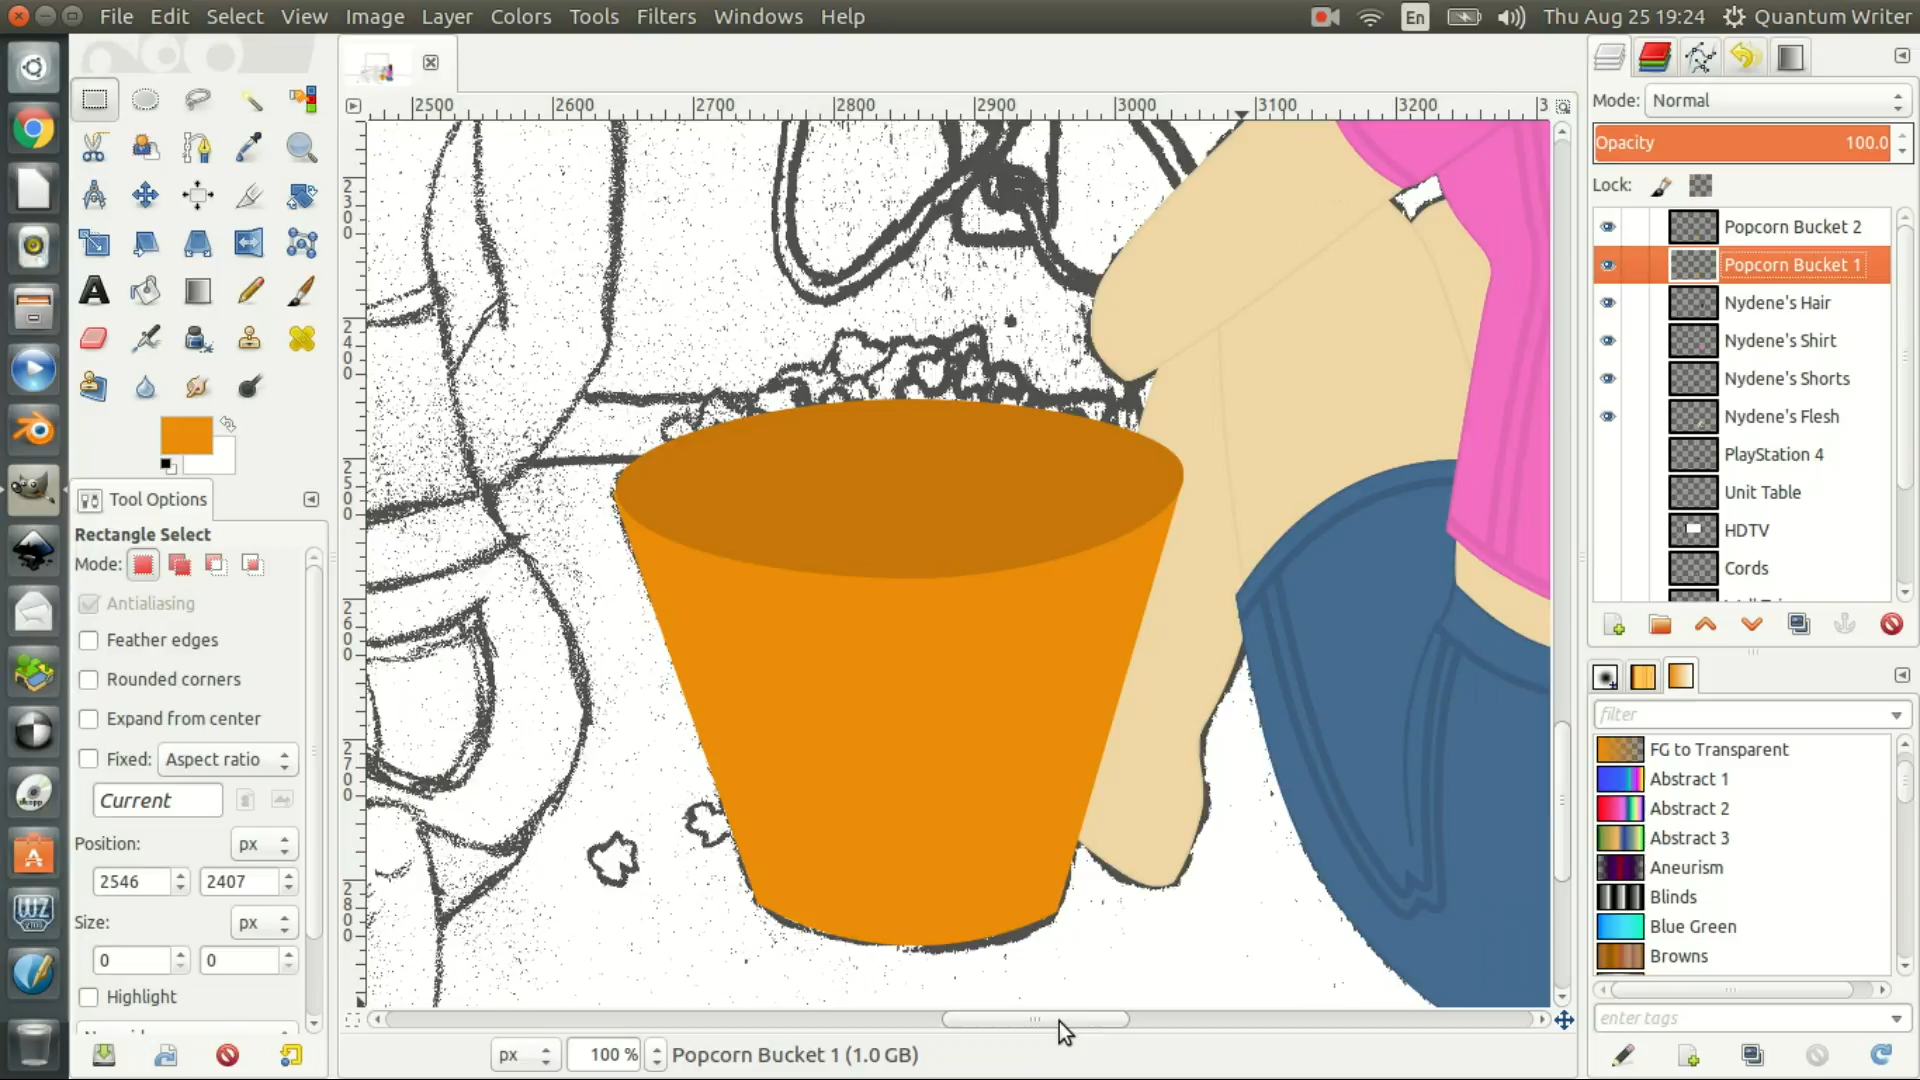 File Edit Select View Image Layer Colors Tools Filters Windows Help
En Thu Aug 25 19:24 Quantum Writer
2500 2600 2700 2800 2900 3000 3100 3200 3
Mode: Normal
Opacity 100.0
Lock:
Popcorn Bucket 2
Popcorn Bucket 1
Nydene's Hair
Nydene's Shirt
Nydene's Shorts
Nydene's Flesh
PlayStation 4
Unit Table
HDTV
Cords
Tool Options
Rectangle Select
Mode:
Antialiasing
Feather edges
Rounded corners
Expand from center
Fixed: Aspect ratio
Current
Position: px
2546 2407
Size: px
0 0
Highlight
filter
FG to Transparent
Abstract 1
Abstract 2
Abstract 3
Aneurism
Blinds
Blue Green
Browns
enter tags
px 100 % Popcorn Bucket 1 (1.0 GB)